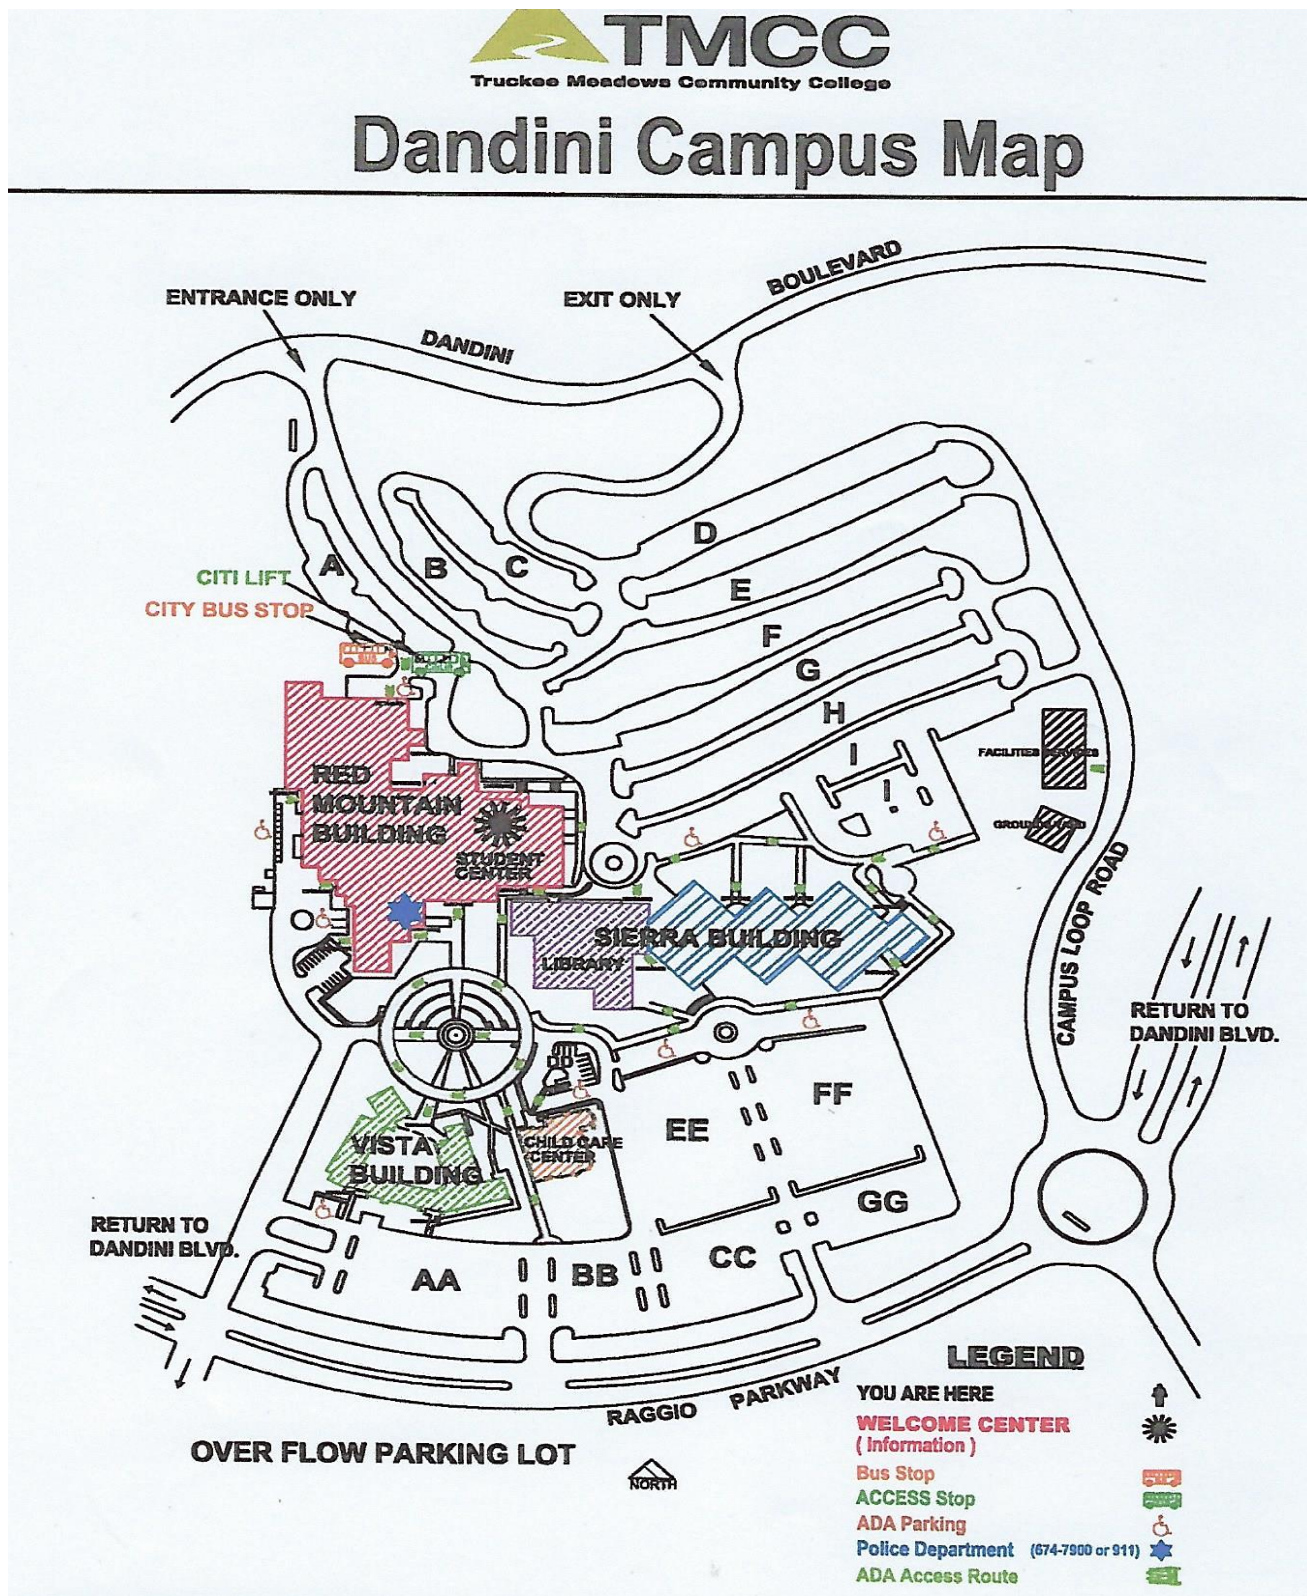 TMCC
Truckee Meadows Community College
Dandini Campus Map
BOULEVARD
ENTRANCE ONLY
EXIT ONLY
DANDINI
D
A
B
C
CITI LIFT
E
CITY BUS STOP
F
BUS
G
H
I
FACILITIES SERVICES
RED
MOUNTAIN
BUILDING
I
GROUNDS YARD
STUDENT
CENTER
CAMPUS LOOP ROAD
SIERRA BUILDING
LIBRARY
RETURN TO
DANDINI BLVD.
DD
FF
EE
VISTA
BUILDING
CHILD CARE
CENTER
GG
RETURN TO
DANDINI BLVD.
AA
BB
CC
RAGGIO PARKWAY
OVER FLOW PARKING LOT
NORTH
LEGEND
YOU ARE HERE
WELCOME CENTER
( Information )
Bus Stop
ACCESS Stop
ADA Parking
Police Department (674-7900 or 911)
ADA Access Route